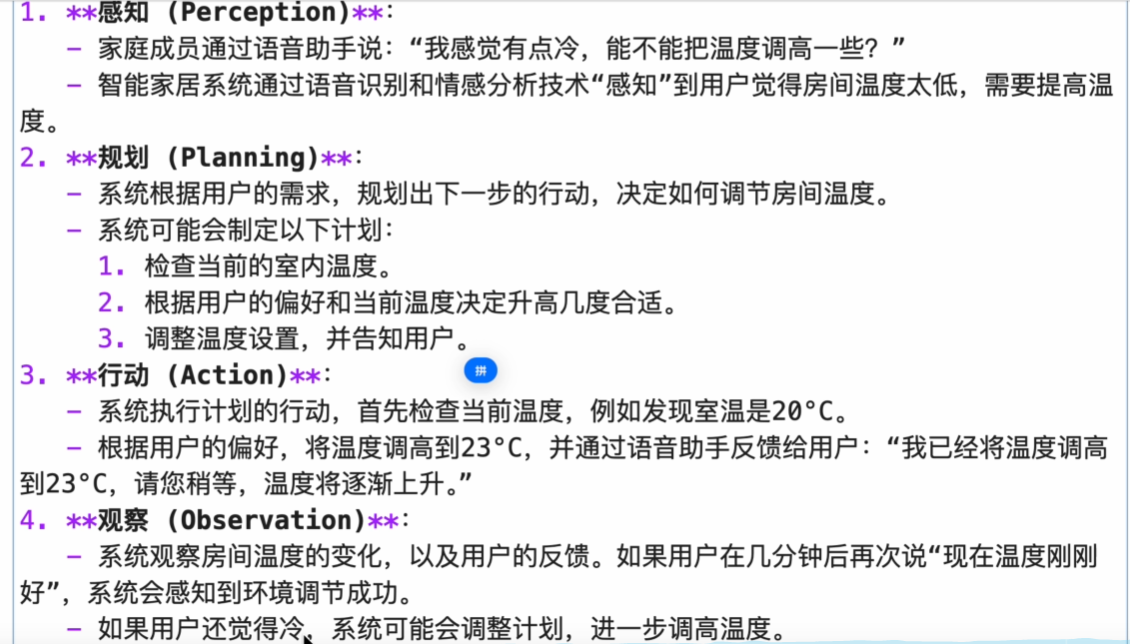 1. **感知 (Perception)**:
– 家庭成员通过语音助手说：“我感觉有点冷，能不能把温度调高一些？”
– 智能家居系统通过语音识别和情感分析技术“感知”到用户觉得房间温度太低，需要提高温
度。
2. **规划 (Planning)**:
– 系统根据用户的需求，规划出下一步的行动，决定如何调节房间温度。
– 系统可能会制定以下计划：
1. 检查当前的室内温度。
2. 根据用户的偏好和当前温度决定升高几度合适。
3. 调整温度设置，并告知用户。
拼
3. **行动 (Action)**:
– 系统执行计划的行动，首先检查当前温度，例如发现室温是20°C。
– 根据用户的偏好，将温度调高到23°C，并通过语音助手反馈给用户：“我已经将温度调高
到23°C，请您稍等，温度将逐渐上升。”
4. **观察 (Observation)**:
– 系统观察房间温度的变化，以及用户的反馈。如果用户在几分钟后再次说“现在温度刚刚
好”，系统会感知到环境调节成功。
– 如果用户还觉得冷，系统可能会调整计划，进一步调高温度。